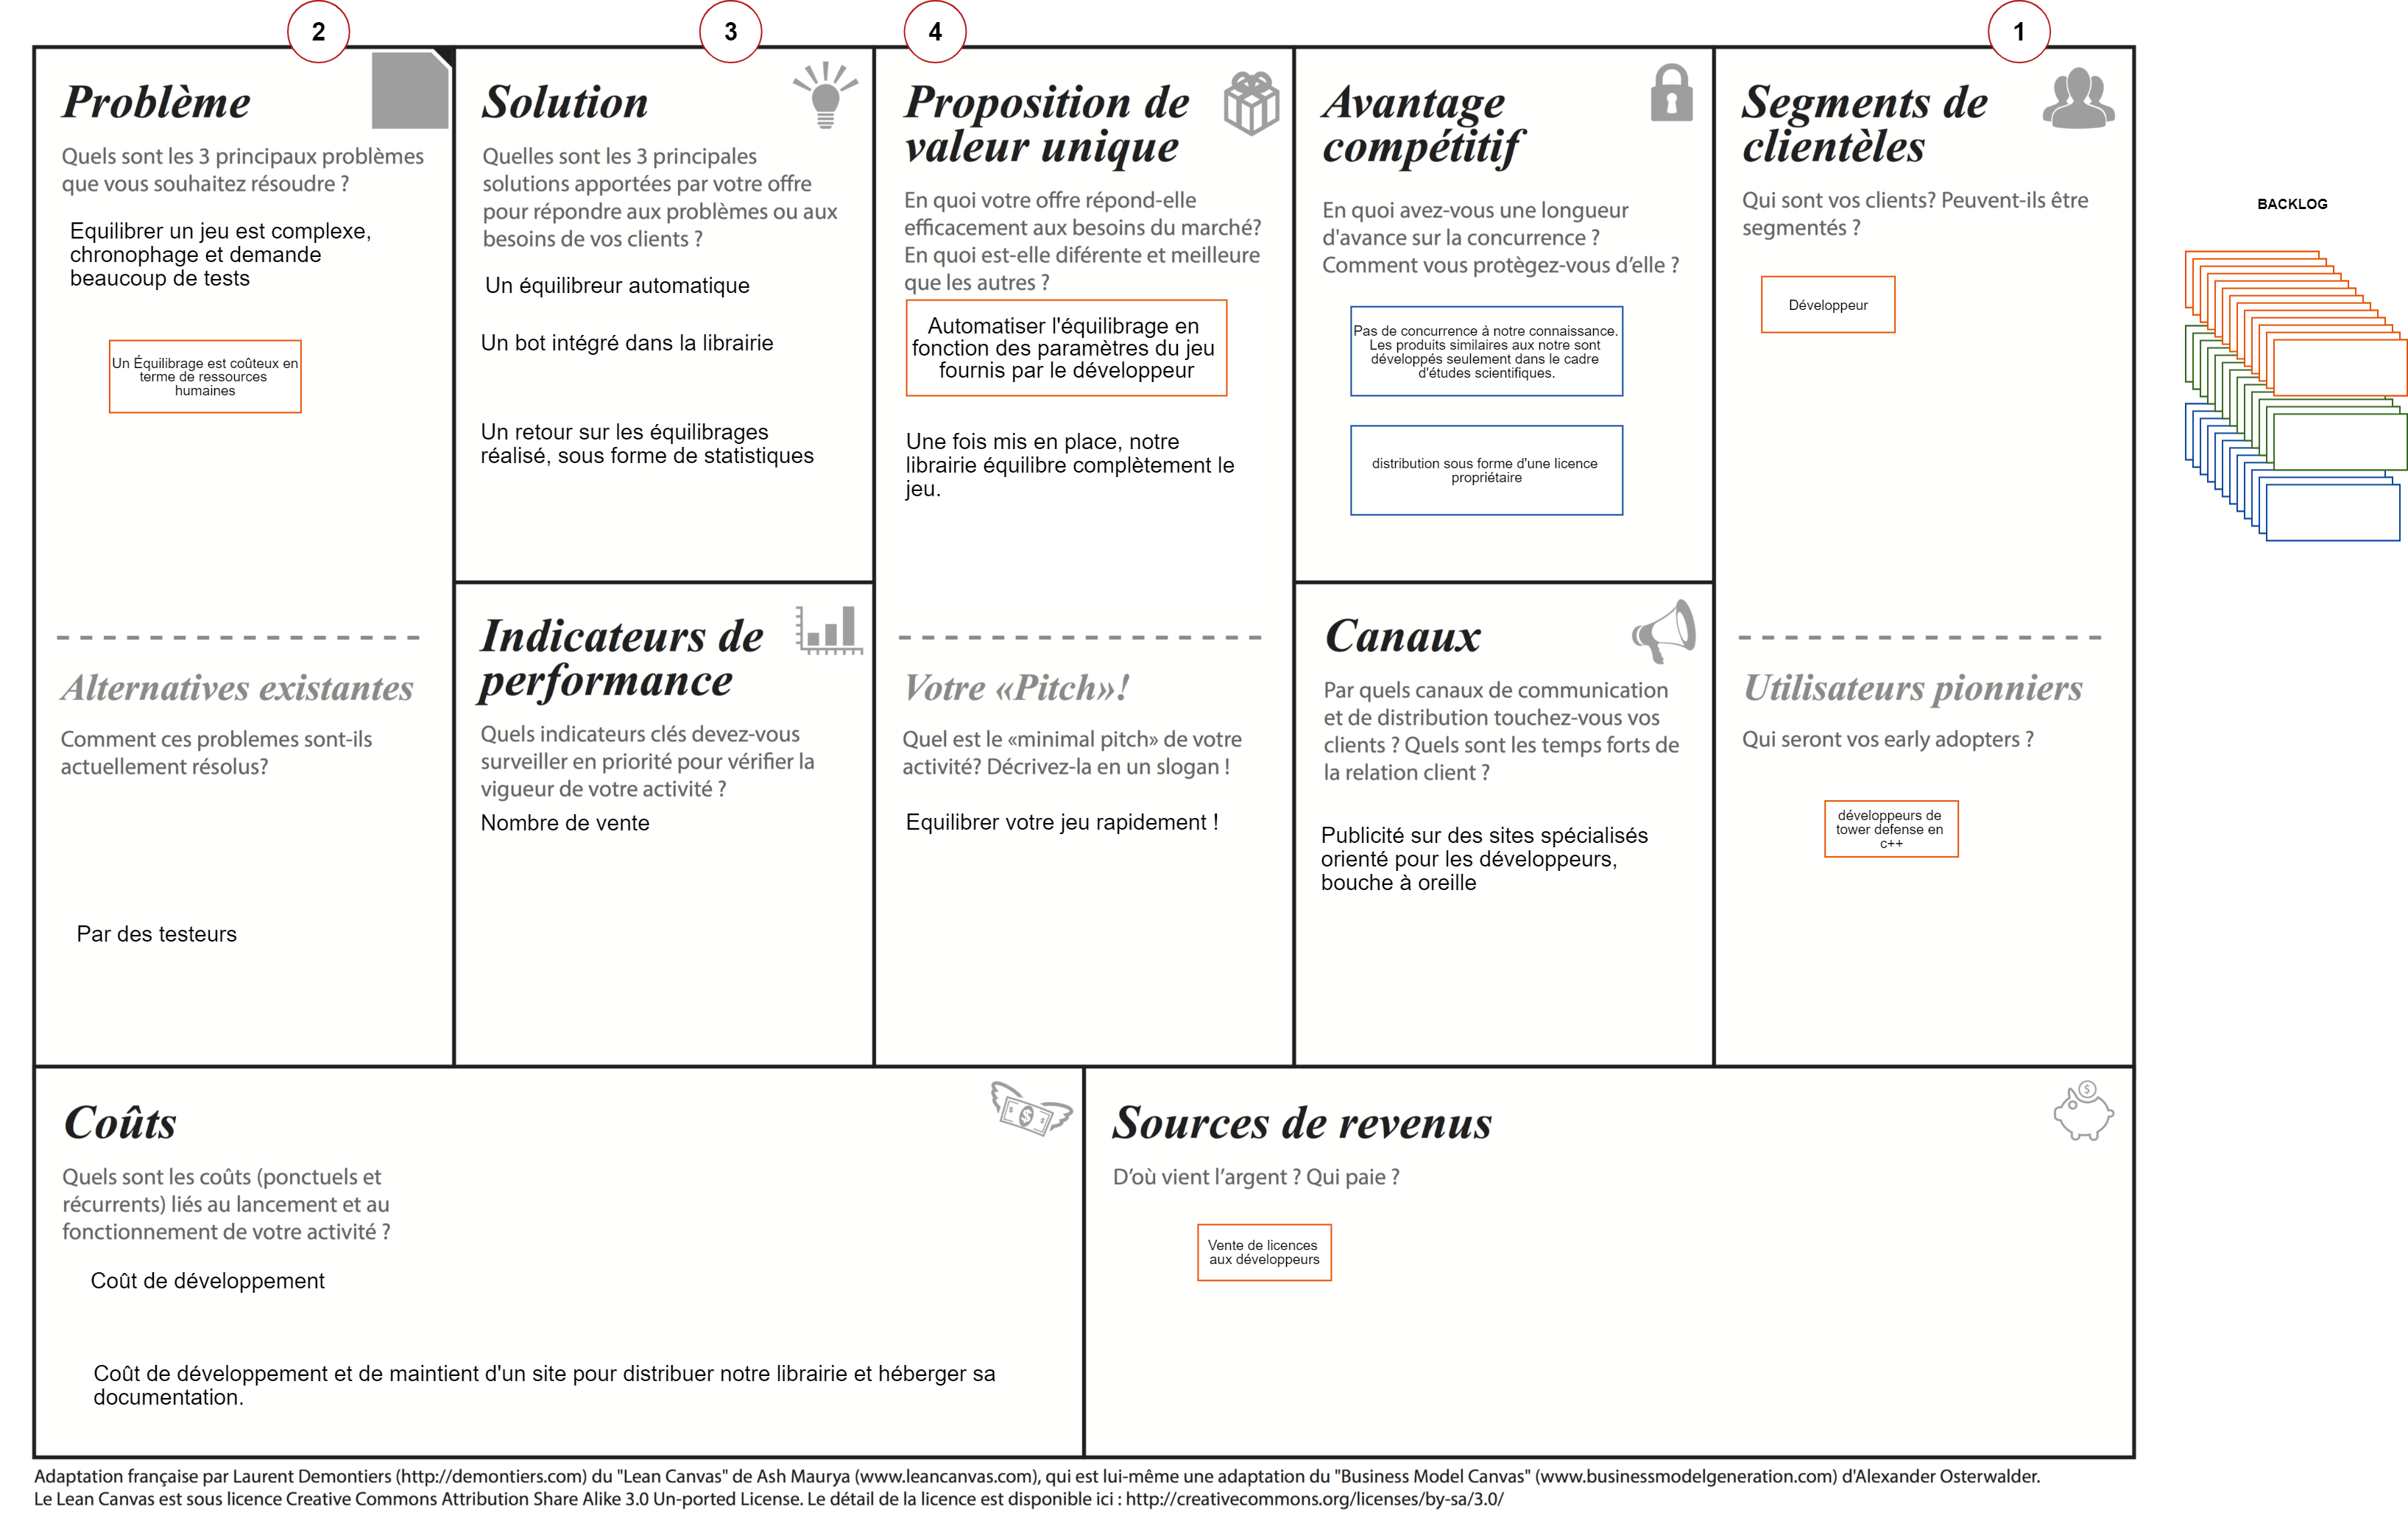 2
3
4
1
Problème
Quels sont les 3 principaux problèmes
que vous souhaitez résoudre ?
Equilibrer un jeu est complexe,
chronophage et demande
beaucoup de tests
Un Équilibrage est coûteux en
terme de ressources
humaines
Alternatives existantes
Comment ces problemes sont-ils
actuellement résolus?
Par des testeurs
Solution
Quelles sont les 3 principales
solutions apportées par votre offre
pour répondre aux problèmes ou aux
besoins de vos clients ?
Un équilibreur automatique
Un bot intégré dans la librairie
Un retour sur les équilibrages
réalisé, sous forme de statistiques
Indicateurs de
performance
Quels indicateurs clés devez-vous
surveiller en priorité pour vérifier la
vigueur de votre activité ?
Nombre de vente
Proposition de
valeur unique
En quoi votre offre répond-elle
efficacement aux besoins du marché?
En quoi est-elle diférente et meilleure
que les autres ?
Automatiser l'équilibrage en
fonction des paramètres du jeu
fournis par le développeur
Une fois mis en place, notre
librairie équilibre complètement le
jeu.
Votre «Pitch»!
Quel est le «minimal pitch» de votre
activité? Décrivez-la en un slogan !
Equilibrer votre jeu rapidement !
Avantage
compétitif
En quoi avez-vous une longueur
d'avance sur la concurrence ?
Comment vous protègez-vous d’elle ?
Pas de concurrence à notre connaissance.
Les produits similaires aux notre sont
développés seulement dans le cadre
d'études scientifiques.
distribution sous forme d'une licence
propriétaire
Canaux
Par quels canaux de communication
et de distribution touchez-vous vos
clients ? Quels sont les temps forts de
la relation client ?
Publicité sur des sites spécialisés
orienté pour les développeurs,
bouche à oreille
Segments de
clientèles
Qui sont vos clients? Peuvent-ils être
segmentés ?
Développeur
Utilisateurs pionniers
Qui seront vos early adopters ?
développeurs de
tower defense en
c++
BACKLOG
Coûts
Quels sont les coûts (ponctuels et
récurrents) liés au lancement et au
fonctionnement de votre activité ?
Coût de développement
Coût de développement et de maintient d'un site pour distribuer notre librairie et héberger sa
documentation.
Sources de revenus
D’où vient l’argent ? Qui paie ?
Vente de licences
aux développeurs
Adaptation française par Laurent Demontiers (http://demontiers.com) du "Lean Canvas" de Ash Maurya (www.leancanvas.com), qui est lui-même une adaptation du "Business Model Canvas" (www.businessmodelgeneration.com) d'Alexander Osterwalder.
Le Lean Canvas est sous licence Creative Commons Attribution Share Alike 3.0 Un-ported License. Le détail de la licence est disponible ici : http://creativecommons.org/licenses/by-sa/3.0/